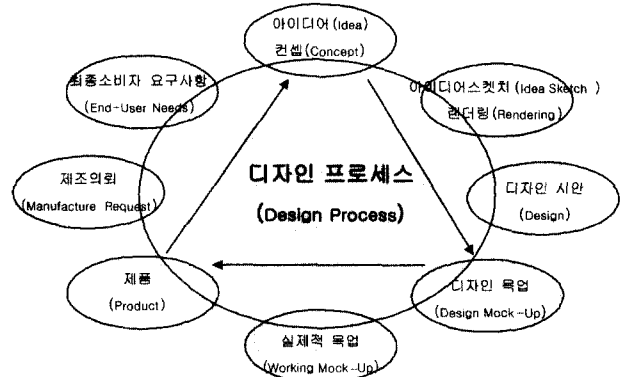 아이디어 (Idea)
컨셉 (Concept)
최종소비자 요구사항
(End-User Needs)
아이디어스켓치 (Idea Sketch )
랜더링 (Rendering)
제조의뢰
(Manufacture Request)
디자인 프로세스
(Design Process)
디자인 시안
(Design)
제품
(Product)
디자인 목업
(Design Mock-Up)
실제적 목업
(Working Mock-Up)